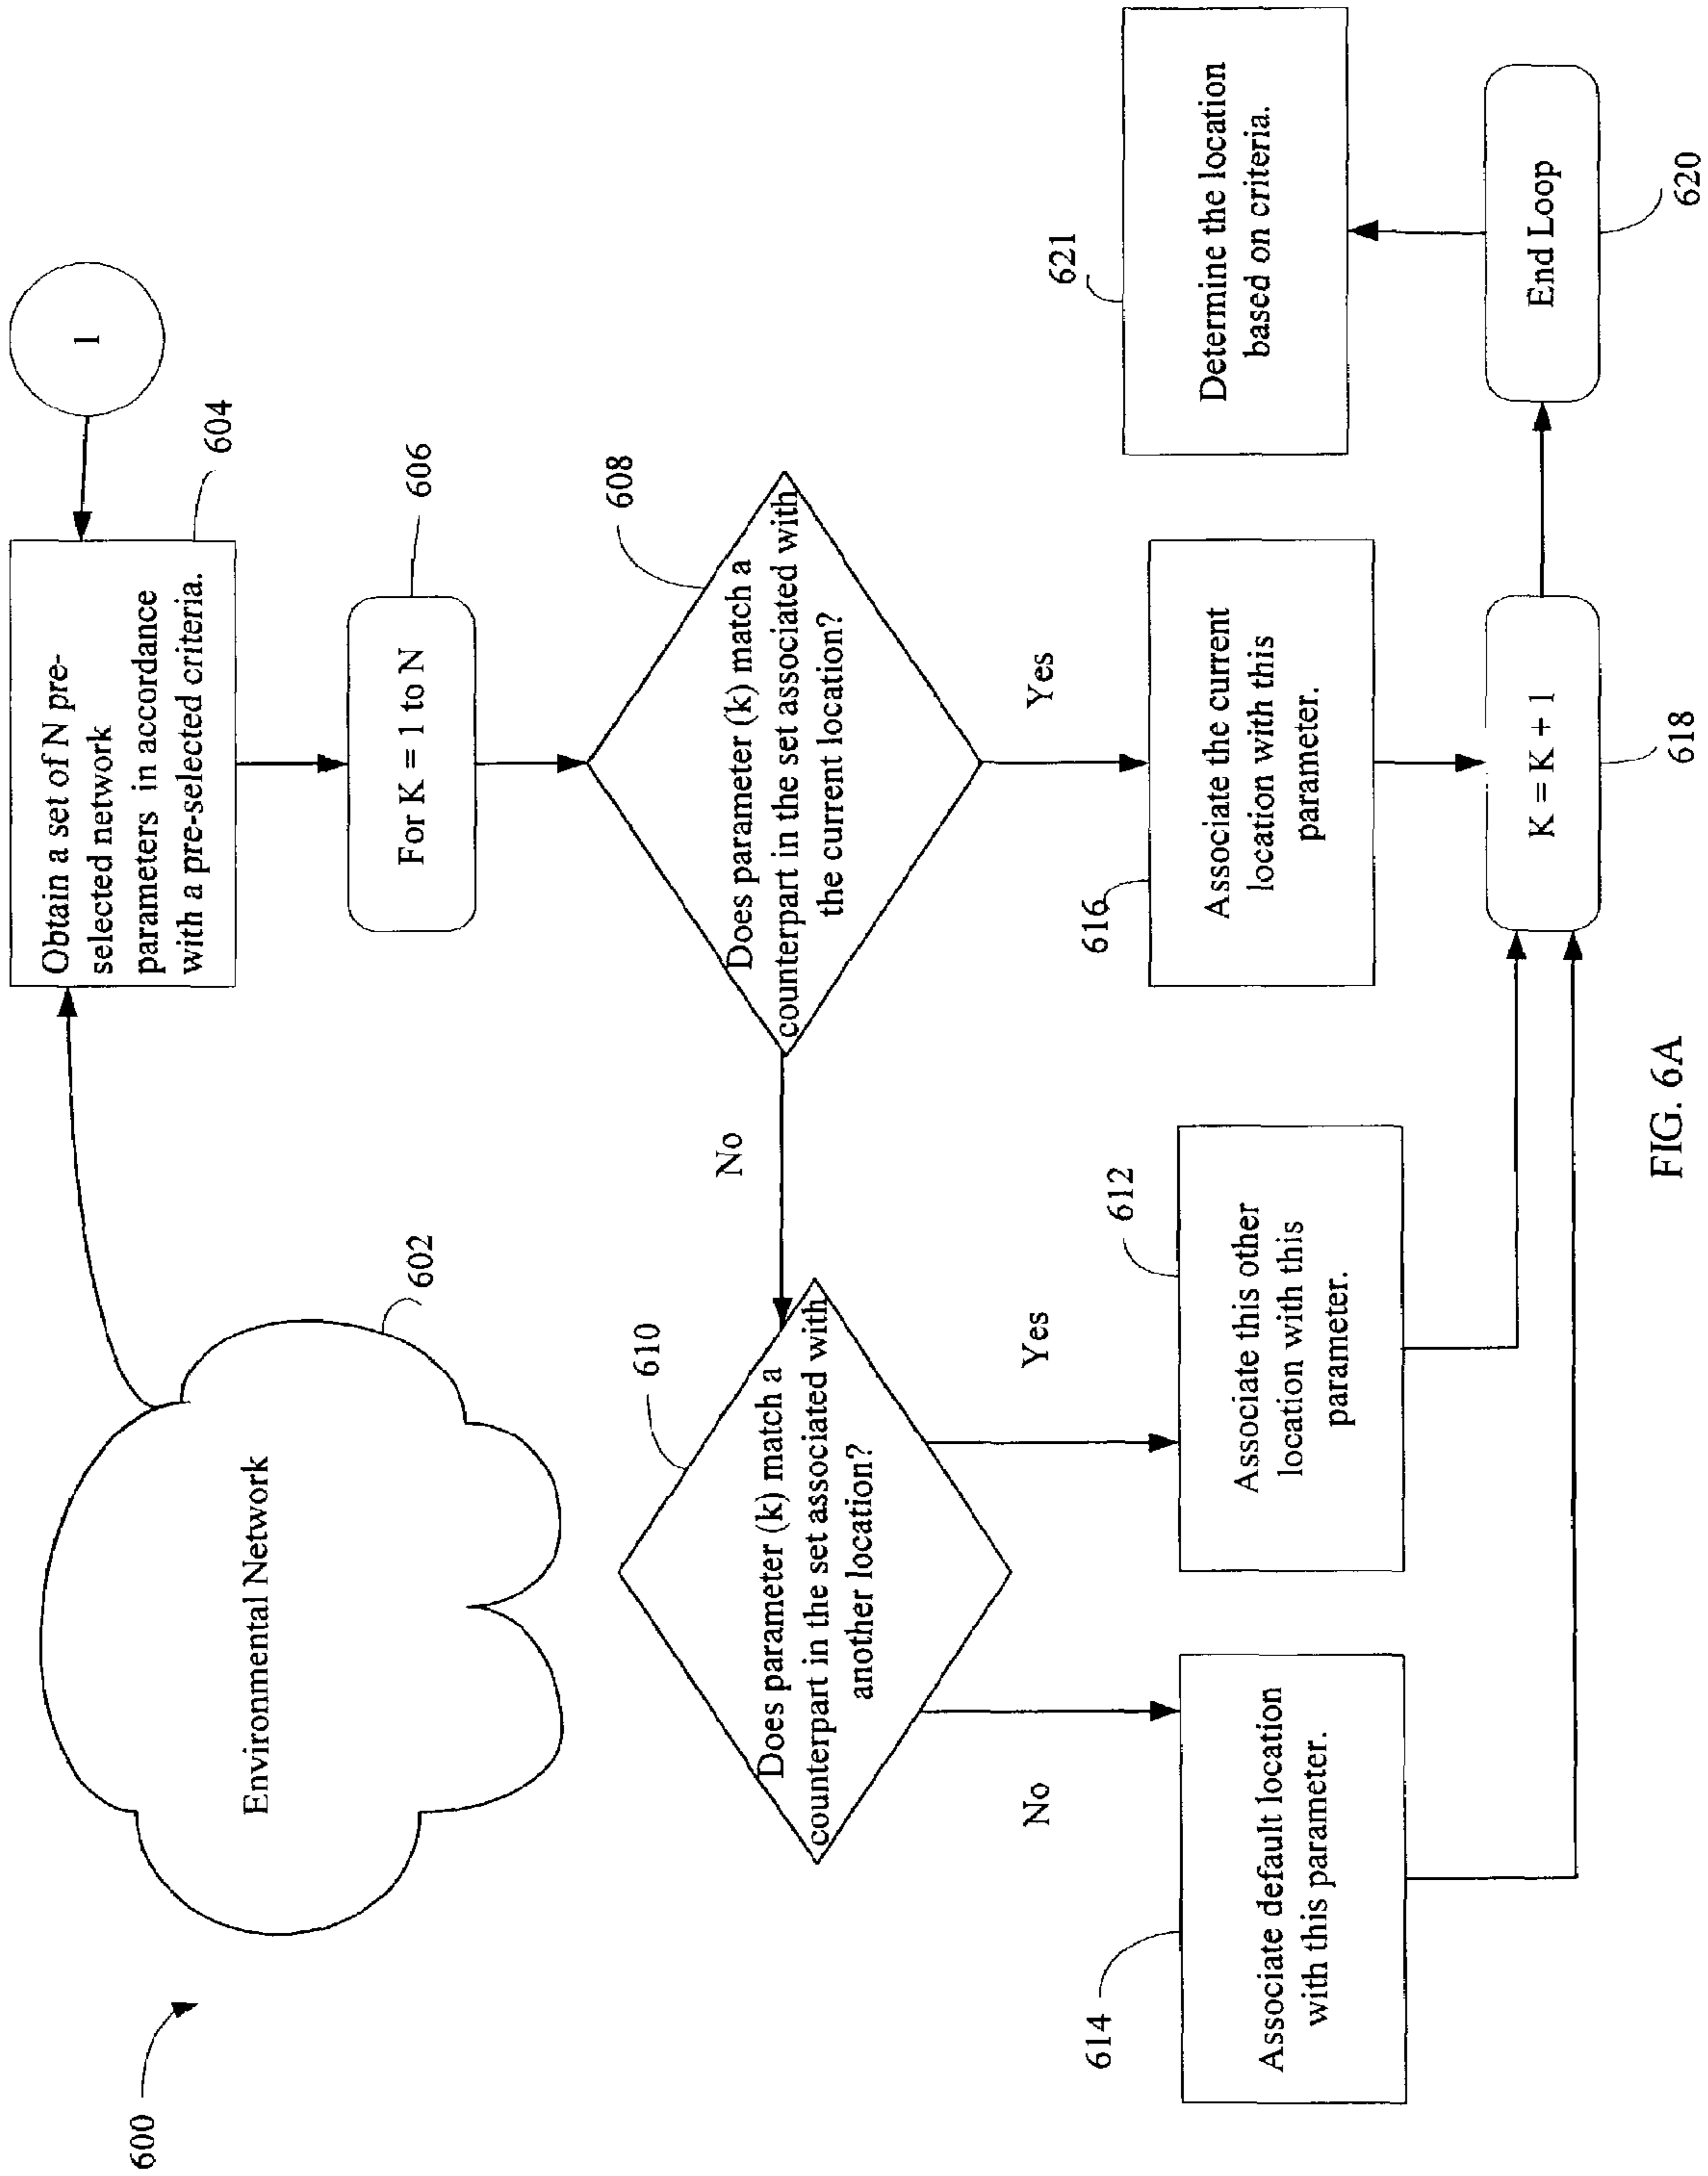 600
Environmental Network
602
1
Obtain a set of N pre-
selected network
parameters in accordance
with a pre-selected criteria.
604
For K = 1 to N
606
Does parameter (k) match a
counterpart in the set associated with
the current location?
608
No
Yes
Does parameter (k) match a
counterpart in the set associated with
another location?
610
No
Yes
Associate default location
with this parameter.
614
Associate this other
location with this
parameter.
612
Associate the current
location with this
parameter.
616
K = K + 1
618
End Loop
620
Determine the location
based on criteria.
621
FIG. 6A